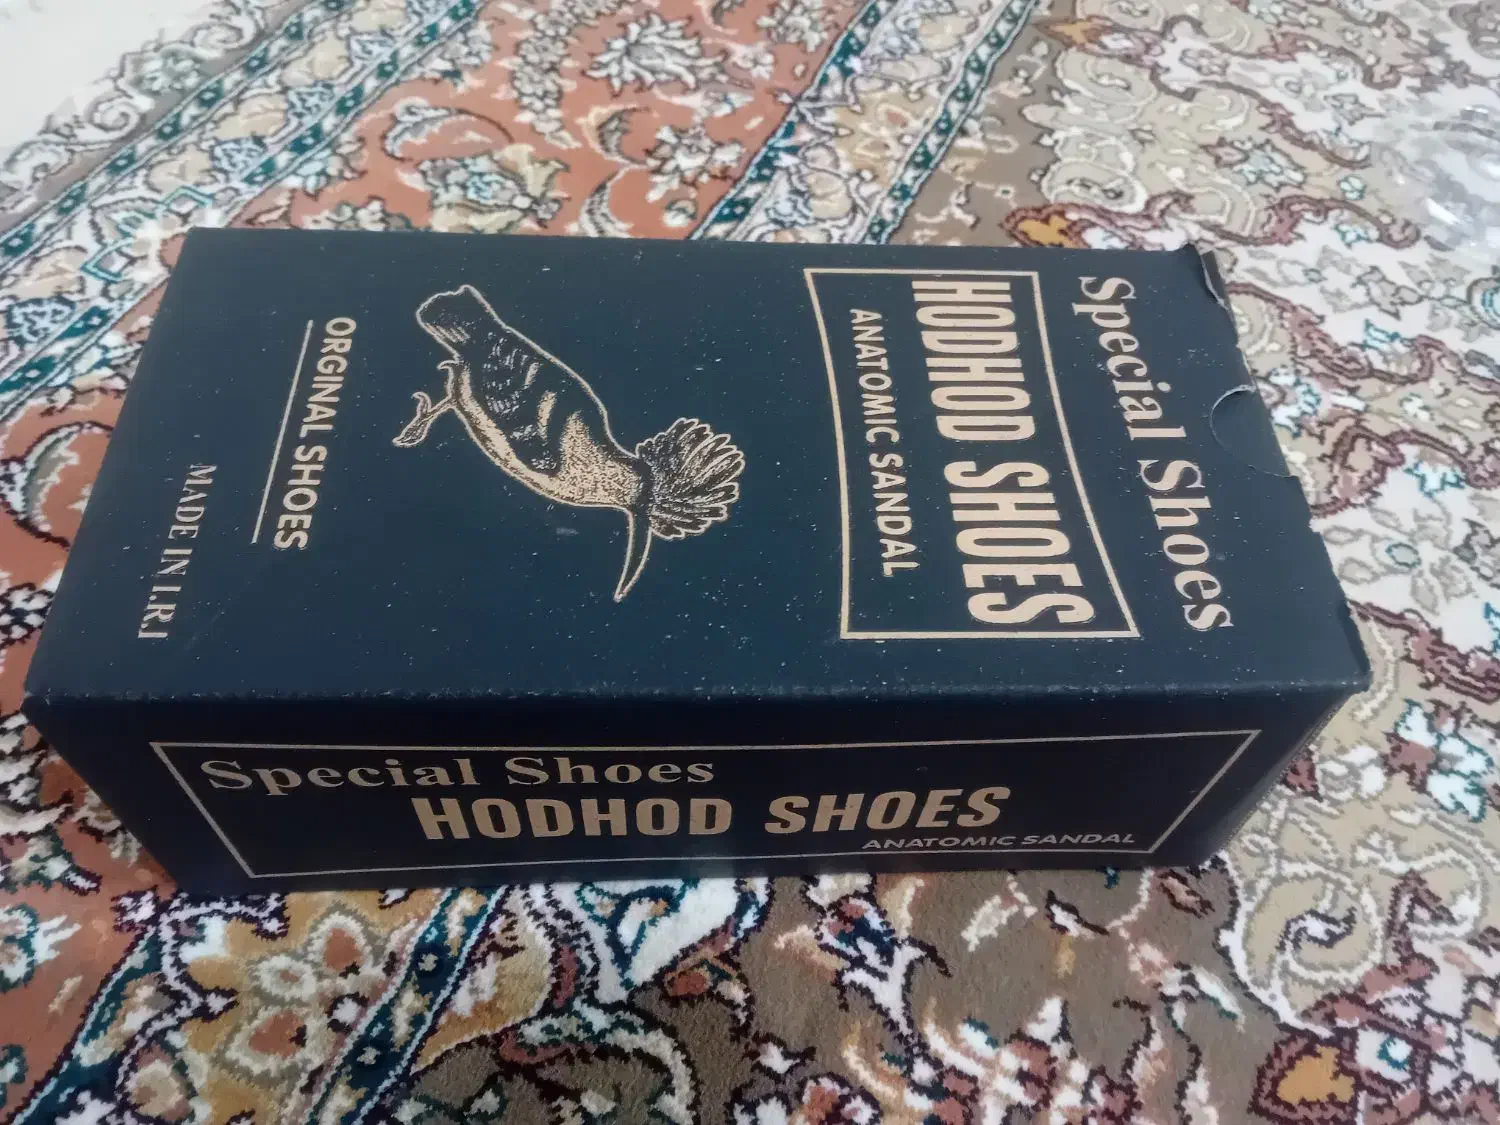 Special Shoes
HODHOD SHOES
ANATOMIC SANDAL
ORGINAL SHOES
MADE IN I.R.I
Special Shoes
HODHOD SHOES
ANATOMIC SANDAL